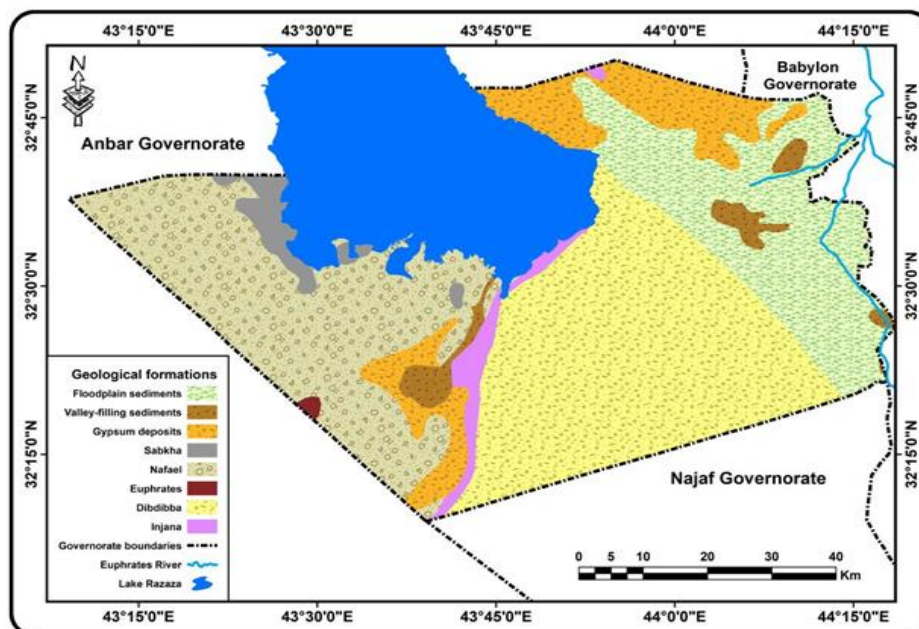 43°15'0"E 43°30'0"E 43°45'0"E 44°0'0"E 44°15'0"E
N
Babylon
Governorate
32°45'0"N
32°45'0"N
Anbar Governorate
32°30'0"N
32°30'0"N
Geological formations
Floodplain sediments
Valley-filling sediments
Gypsum deposits
Sabkha
Nafael
Euphrates
Dibdibba
Injana
Governorate boundaries
Euphrates River
Lake Razaza
32°15'0"N
32°15'0"N
Najaf Governorate
0 5 10 20 30 40
Km
43°15'0"E 43°30'0"E 43°45'0"E 44°0'0"E 44°15'0"E